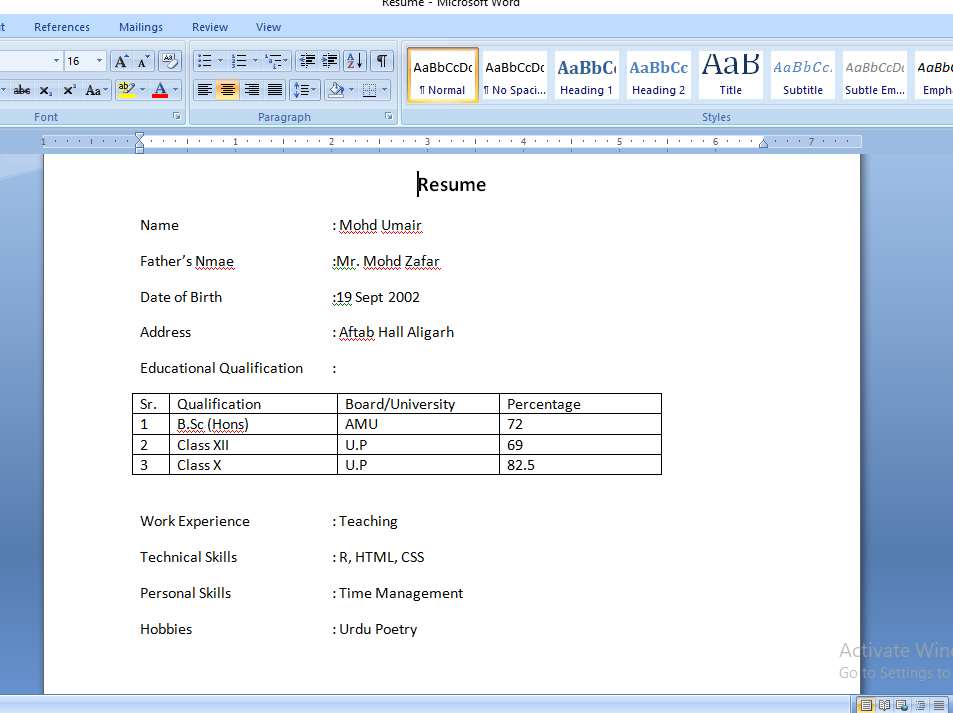 Resume - Microsoft Word
References Mailings Review View
16 A A Aa
AaBbCcDc AaBbCcDc AaBbC AaBbCc AaB AaBbCc. AaBbCcDc AaBb
abc x₂ x² Aa ab A
¶ Normal ¶ No Spaci... Heading 1 Heading 2 Title Subtitle Subtle Em... Emph
Font Paragraph Styles
1 1 2 3 4 5 6 7
Resume
Name : Mohd Umair
Father’s Nmae :Mr. Mohd Zafar
Date of Birth :19 Sept 2002
Address : Aftab Hall Aligarh
Educational Qualification :
Sr. Qualification Board/University Percentage
1 B.Sc (Hons) AMU 72
2 Class XII U.P 69
3 Class X U.P 82.5
Work Experience : Teaching
Technical Skills : R, HTML, CSS
Personal Skills : Time Management
Hobbies : Urdu Poetry
Activate Win
Go to Settings to